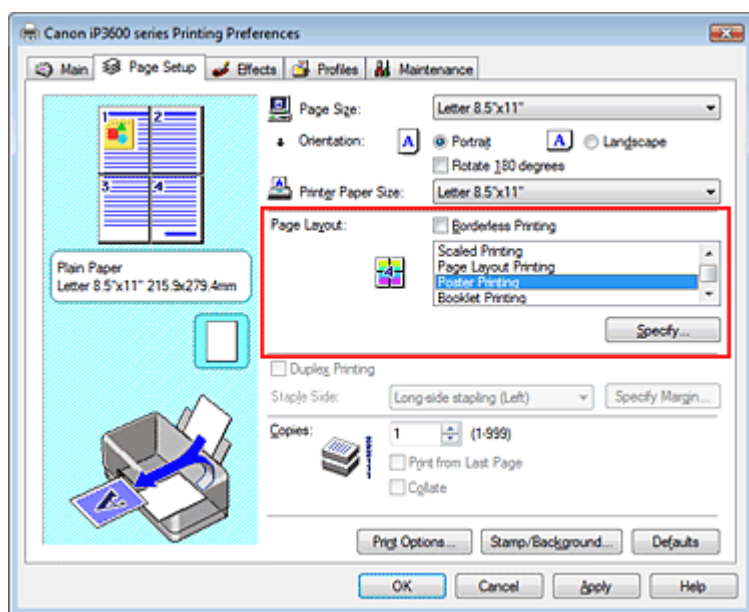 Canon iP3600 series Printing Preferences
Main Page Setup Effects Profiles Maintenance
1 2
3 4
Plain Paper
Letter 8.5"x11" 215.9x279.4mm
Page Size: Letter 8.5"x11"
Orientation: A Portrait A Landscape
Rotate 180 degrees
Printer Paper Size: Letter 8.5"x11"
Page Layout: Borderless Printing
Scaled Printing
Page Layout Printing
Poster Printing
Booklet Printing
Specify...
Duplex Printing
Staple Side: Long-side stapling (Left) Specify Margin...
Copies: 1 (1-999)
Print from Last Page
Collate
Print Options... Stamp/Background... Defaults
OK Cancel Apply Help